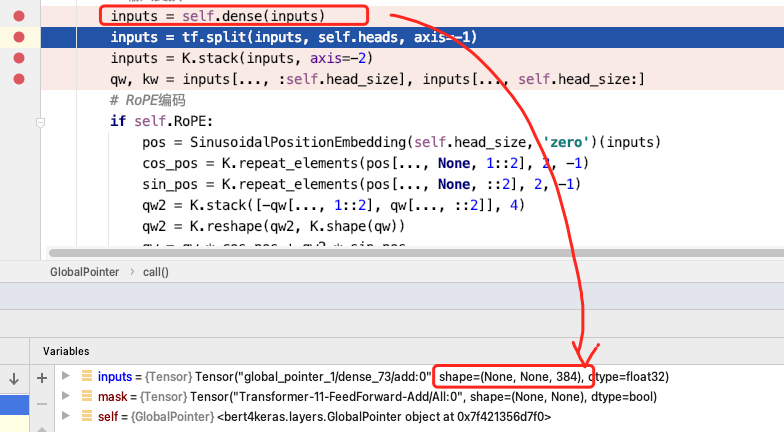 inputs = self.dense(inputs)
inputs = tf.split(inputs, self.heads, axis=-1)
inputs = K.stack(inputs, axis=-2)
qw, kw = inputs[..., :self.head_size], inputs[..., self.head_size:]
# RoPE编码
if self.RoPE:
pos = SinusoidalPositionEmbedding(self.head_size, 'zero')(inputs)
cos_pos = K.repeat_elements(pos[..., None, 1::2], 2, -1)
sin_pos = K.repeat_elements(pos[..., None, ::2], 2, -1)
qw2 = K.stack([-qw[..., 1::2], qw[..., ::2]], 4)
qw2 = K.reshape(qw2, K.shape(qw))
GlobalPointer › call()
Variables
inputs = {Tensor} Tensor("global_pointer_1/dense_73/add:0", shape=(None, None, 384), dtype=float32)
mask = {Tensor} Tensor("Transformer-11-FeedForward-Add/All:0", shape=(None, None), dtype=bool)
self = {GlobalPointer} <bert4keras.layers.GlobalPointer object at 0x7f421356d7f0>